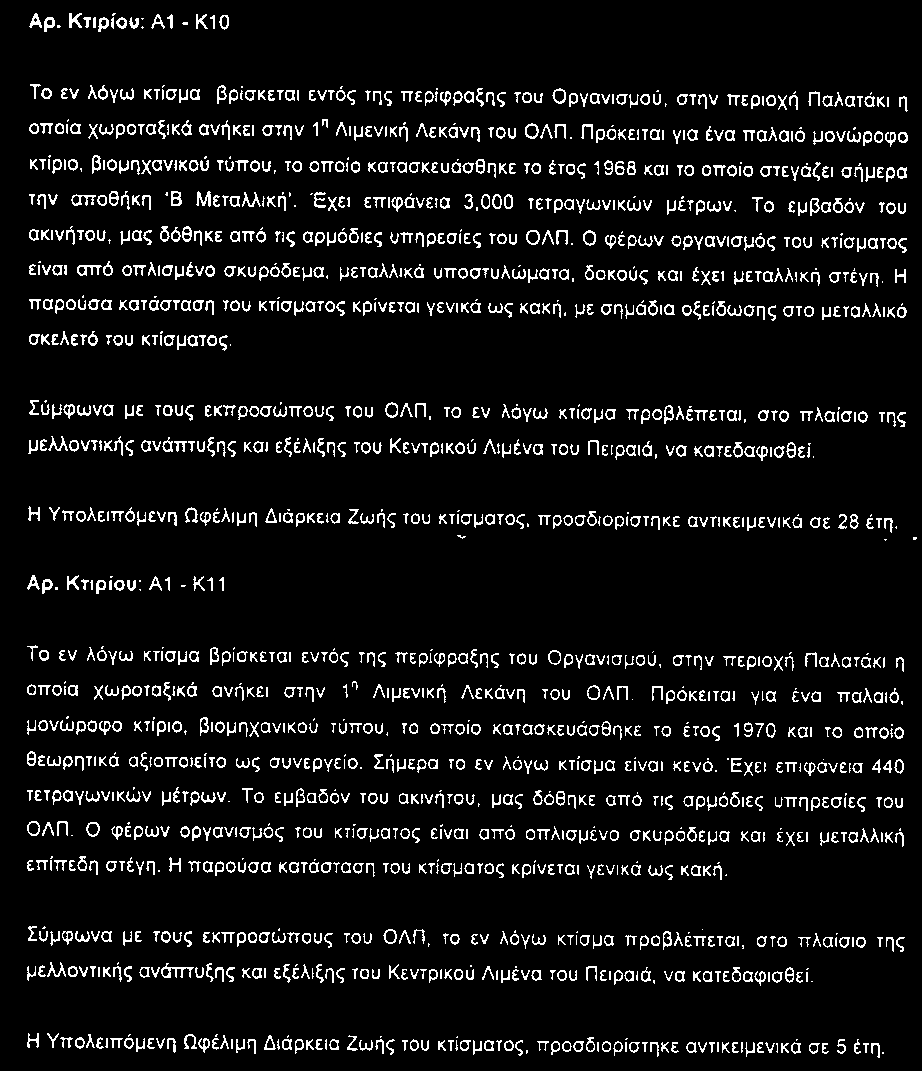 Αρ. Κτιρίου: Α1 - Κ10
Το εν λόγω κτίσμα βρίσκεται εντός της περίφραξης του Οργανισμού, στην περιοχή Παλατάκι η
οποία χωροταξικά ανήκει στην 1η Λιμενική Λεκάνη του ΟΛΠ. Πρόκειται για ένα παλαιό μονώροφο
κτίριο, βιομηχανικού τύπου, το οποίο κατασκευάσθηκε το έτος 1968 και το οποίο στεγάζει σήμερα
την αποθήκη 'Β Μεταλλική'. Έχει επιφάνεια 3,000 τετραγωνικών μέτρων. Το εμβαδόν του
ακινήτου, μας δόθηκε από τις αρμόδιες υπηρεσίες του ΟΛΠ. Ο φέρων οργανισμός του κτίσματος
είναι από οπλισμένο σκυρόδεμα, μεταλλικά υποστυλώματα, δοκούς και έχει μεταλλική στέγη. Η
παρούσα κατάσταση του κτίσματος κρίνεται γενικά ως κακή, με σημάδια οξείδωσης στο μεταλλικό
σκελετό του κτίσματος.
Σύμφωνα με τους εκπροσώπους του ΟΛΠ, το εν λόγω κτίσμα προβλέπεται, στο πλαίσιο της
μελλοντικής ανάπτυξης και εξέλιξης του Κεντρικού Λιμένα του Πειραιά, να κατεδαφισθεί.
Η Υπολειπόμενη Ωφέλιμη Διάρκεια Ζωής του κτίσματος, προσδιορίστηκε αντικειμενικά σε 28 έτη.
Αρ. Κτιρίου: Α1 - Κ11
Το εν λόγω κτίσμα βρίσκεται εντός της περίφραξης του Οργανισμού, στην περιοχή Παλατάκι η
οποία χωροταξικά ανήκει στην 1η Λιμενική Λεκάνη του ΟΛΠ. Πρόκειται για ένα παλαιό,
μονώροφο κτίριο, βιομηχανικού τύπου, το οποίο κατασκευάσθηκε το έτος 1970 και το οποίο
θεωρητικά αξιοποιείτο ως συνεργείο. Σήμερα το εν λόγω κτίσμα είναι κενό. Έχει επιφάνεια 440
τετραγωνικών μέτρων. Το εμβαδόν του ακινήτου, μας δόθηκε από τις αρμόδιες υπηρεσίες του
ΟΛΠ. Ο φέρων οργανισμός του κτίσματος είναι από οπλισμένο σκυρόδεμα και έχει μεταλλική
επίπεδη στέγη. Η παρούσα κατάσταση του κτίσματος κρίνεται γενικά ως κακή.
Σύμφωνα με τους εκπροσώπους του ΟΛΠ, το εν λόγω κτίσμα προβλέπεται, στο πλαίσιο της
μελλοντικής ανάπτυξης και εξέλιξης του Κεντρικού Λιμένα του Πειραιά, να κατεδαφισθεί.
Η Υπολειπόμενη Ωφέλιμη Διάρκεια Ζωής του κτίσματος, προσδιορίστηκε αντικειμενικά σε 5 έτη.